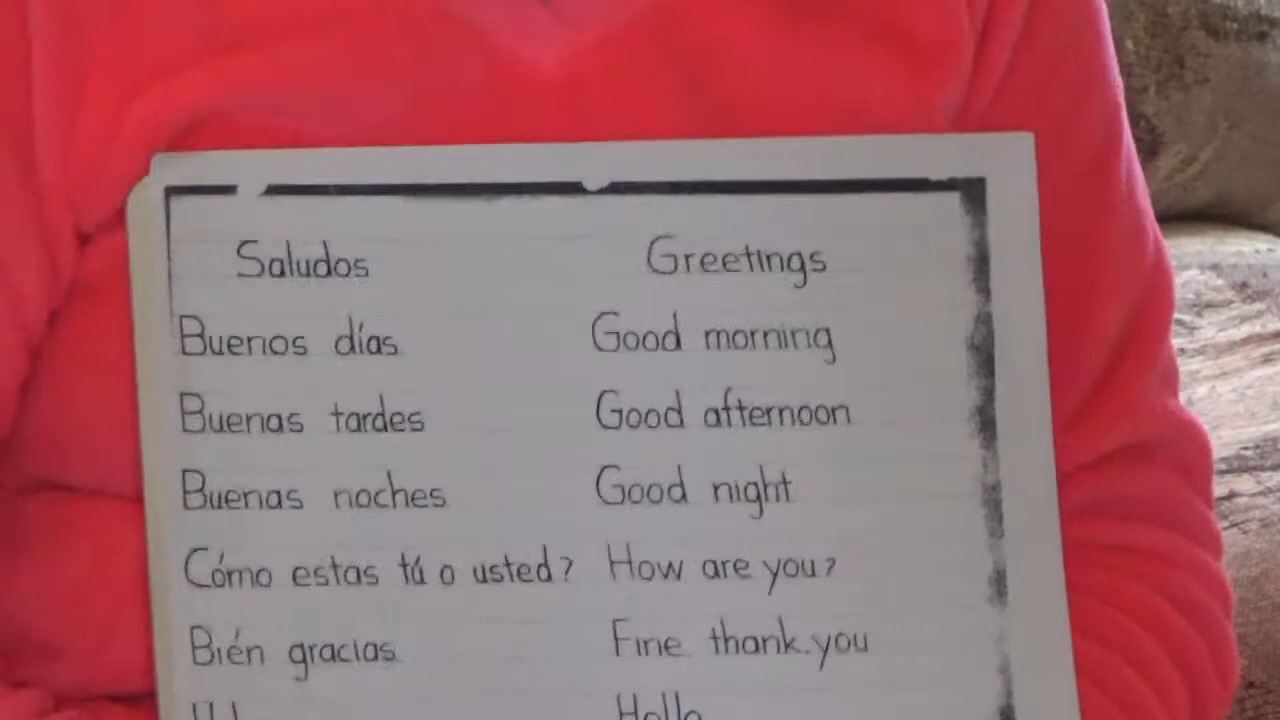 Saludos Greetings
Buenos días Good morning
Buenas tardes Good afternoon
Buenas noches Good night
Cómo estas tú o usted? How are you?
Bién gracias Fine thank.you
Hello